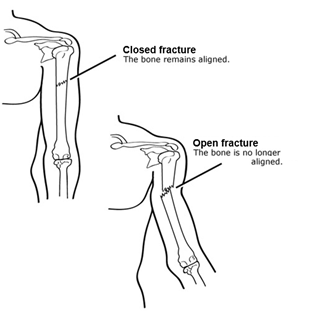 Closed fracture
The bone remains aligned.
Open fracture
The bone is no longer
aligned.